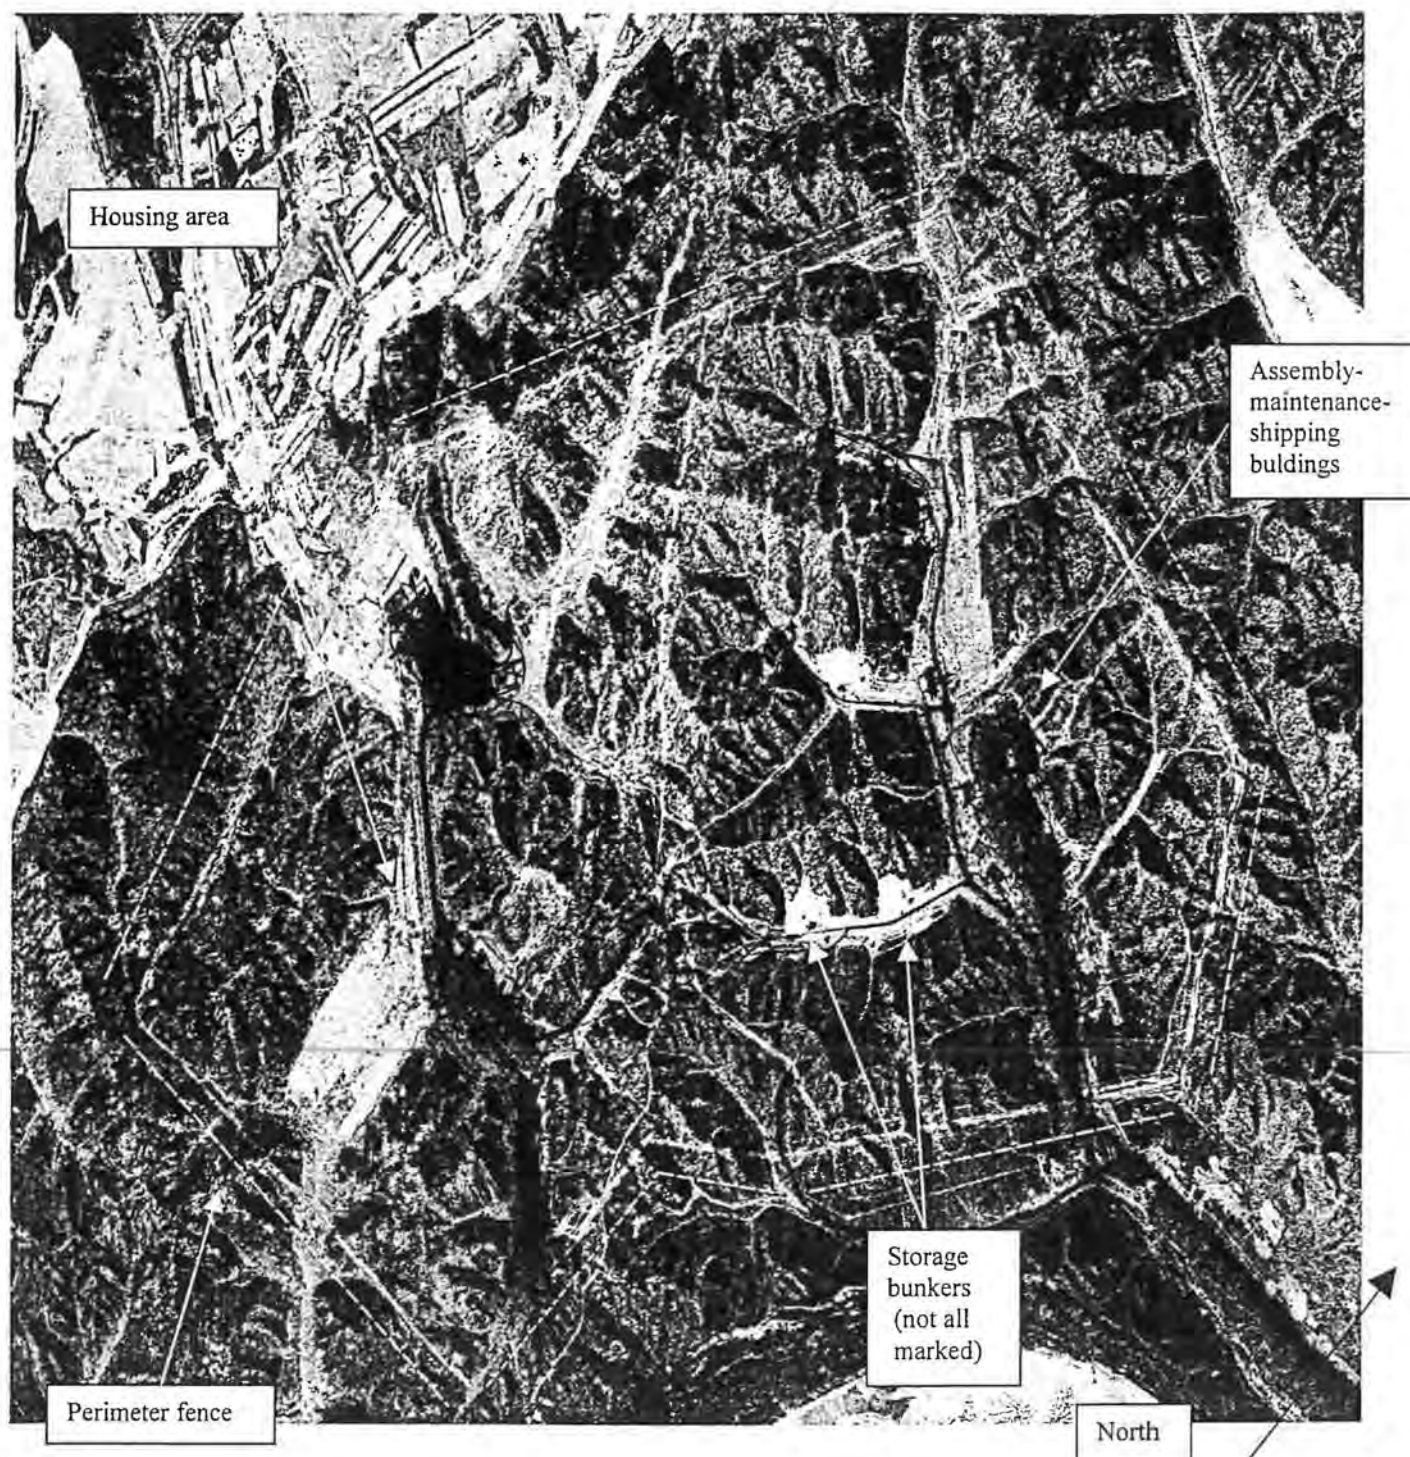 Housing area
Assembly-
maintenance-
shipping
buldings
Storage
bunkers
(not all
marked)
Perimeter fence
North